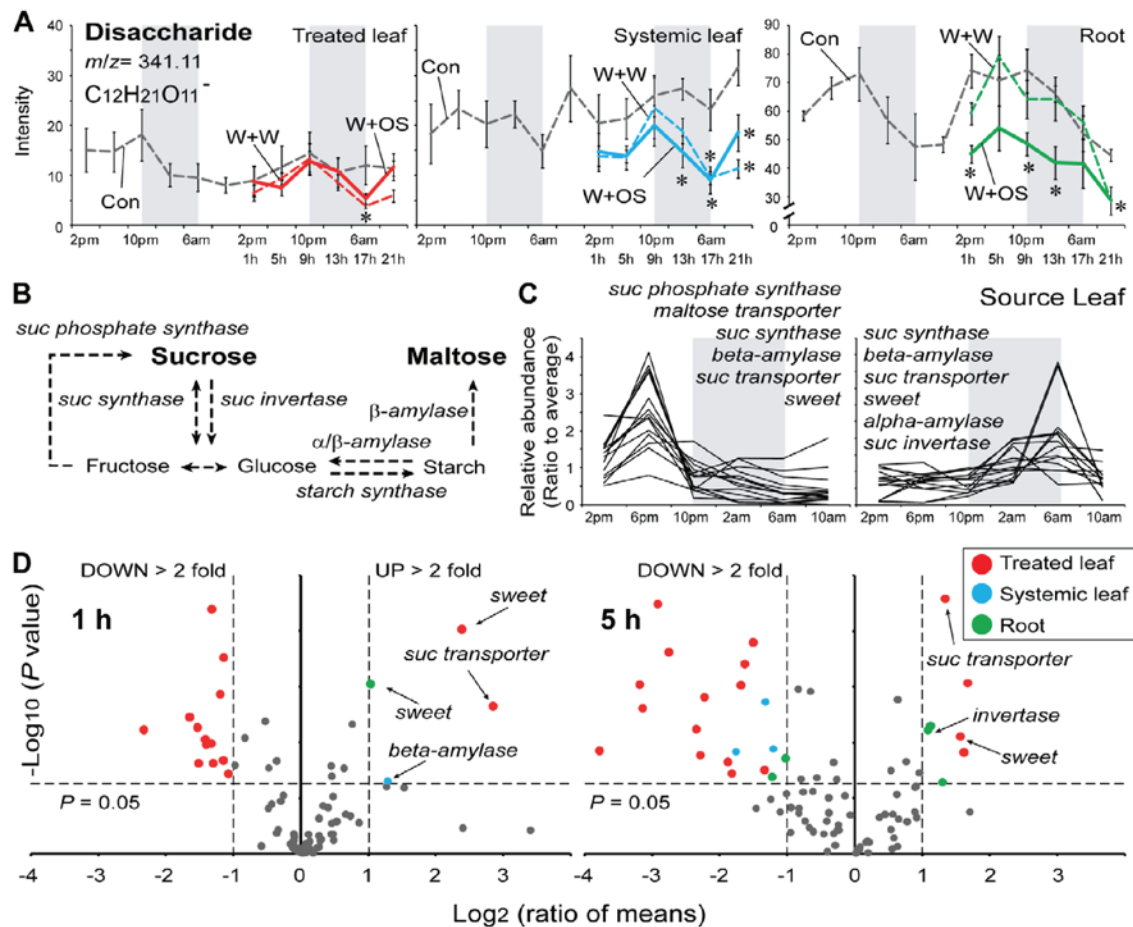 A
Disaccharide
m/z= 341.11
C12H21O11-
Intensity
40
30
20
10
0
Con
W+W
W+OS
*
Treated leaf
2pm 10pm 6am 2pm 10pm 6am
1h 5h 9h 13h 17h 21h
Systemic leaf
Con
W+W
W+OS
*
*
*
*
2pm 10pm 6am 2pm 10pm 6am
1h 5h 9h 13h 17h 21h
Root
90
80
70
60
50
40
30
0
Con
W+W
W+OS
*
*
*
*
2pm 10pm 6am 2pm 10pm 6am
1h 5h 9h 13h 17h 21h
B
suc phosphate synthase
Sucrose
Maltose
suc synthase
suc invertase
β-amylase
α/β-amylase
Fructose
Glucose
Starch
starch synthase
C
Source Leaf
suc phosphate synthase
maltose transporter
suc synthase
beta-amylase
suc transporter
sweet
suc synthase
beta-amylase
suc transporter
sweet
alpha-amylase
suc invertase
Relative abundance
(Ratio to average)
4
3
2
1
0
2pm 6pm 10pm 2am 6am 10am
2pm 6pm 10pm 2am 6am 10am
D
DOWN > 2 fold
UP > 2 fold
1 h
sweet
suc transporter
sweet
beta-amylase
P = 0.05
-Log10 (P value)
-4 -3 -2 -1 0 1 2 3
DOWN > 2 fold
5 h
Treated leaf
Systemic leaf
Root
suc transporter
invertase
sweet
P = 0.05
-4 -3 -2 -1 0 1 2 3
Log2 (ratio of means)